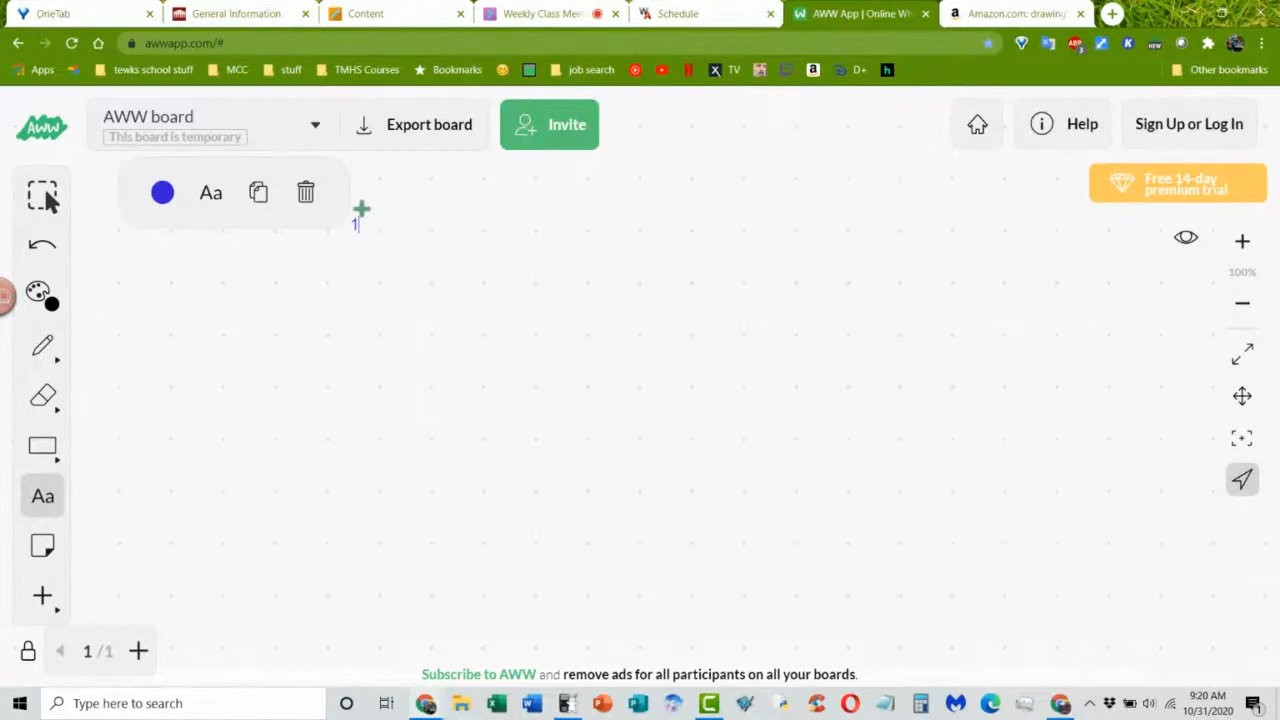 OneTab
General Information
Content
Weekly Class Mee
Schedule
AWW App | Online Wh
Amazon.com: drawing
awwapp.com/#
Apps
tewks school stuff
MCC
stuff
TMHS Courses
Bookmarks
job search
TV
D+
Other bookmarks
AWW
AWW board
This board is temporary
Export board
Invite
Help
Sign Up or Log In
Free 14-day
premium trial
Aa
1
100%
Aa
1 /1
Subscribe to AWW and remove ads for all participants on all your boards.
Type here to search
9:20 AM
10/31/2020